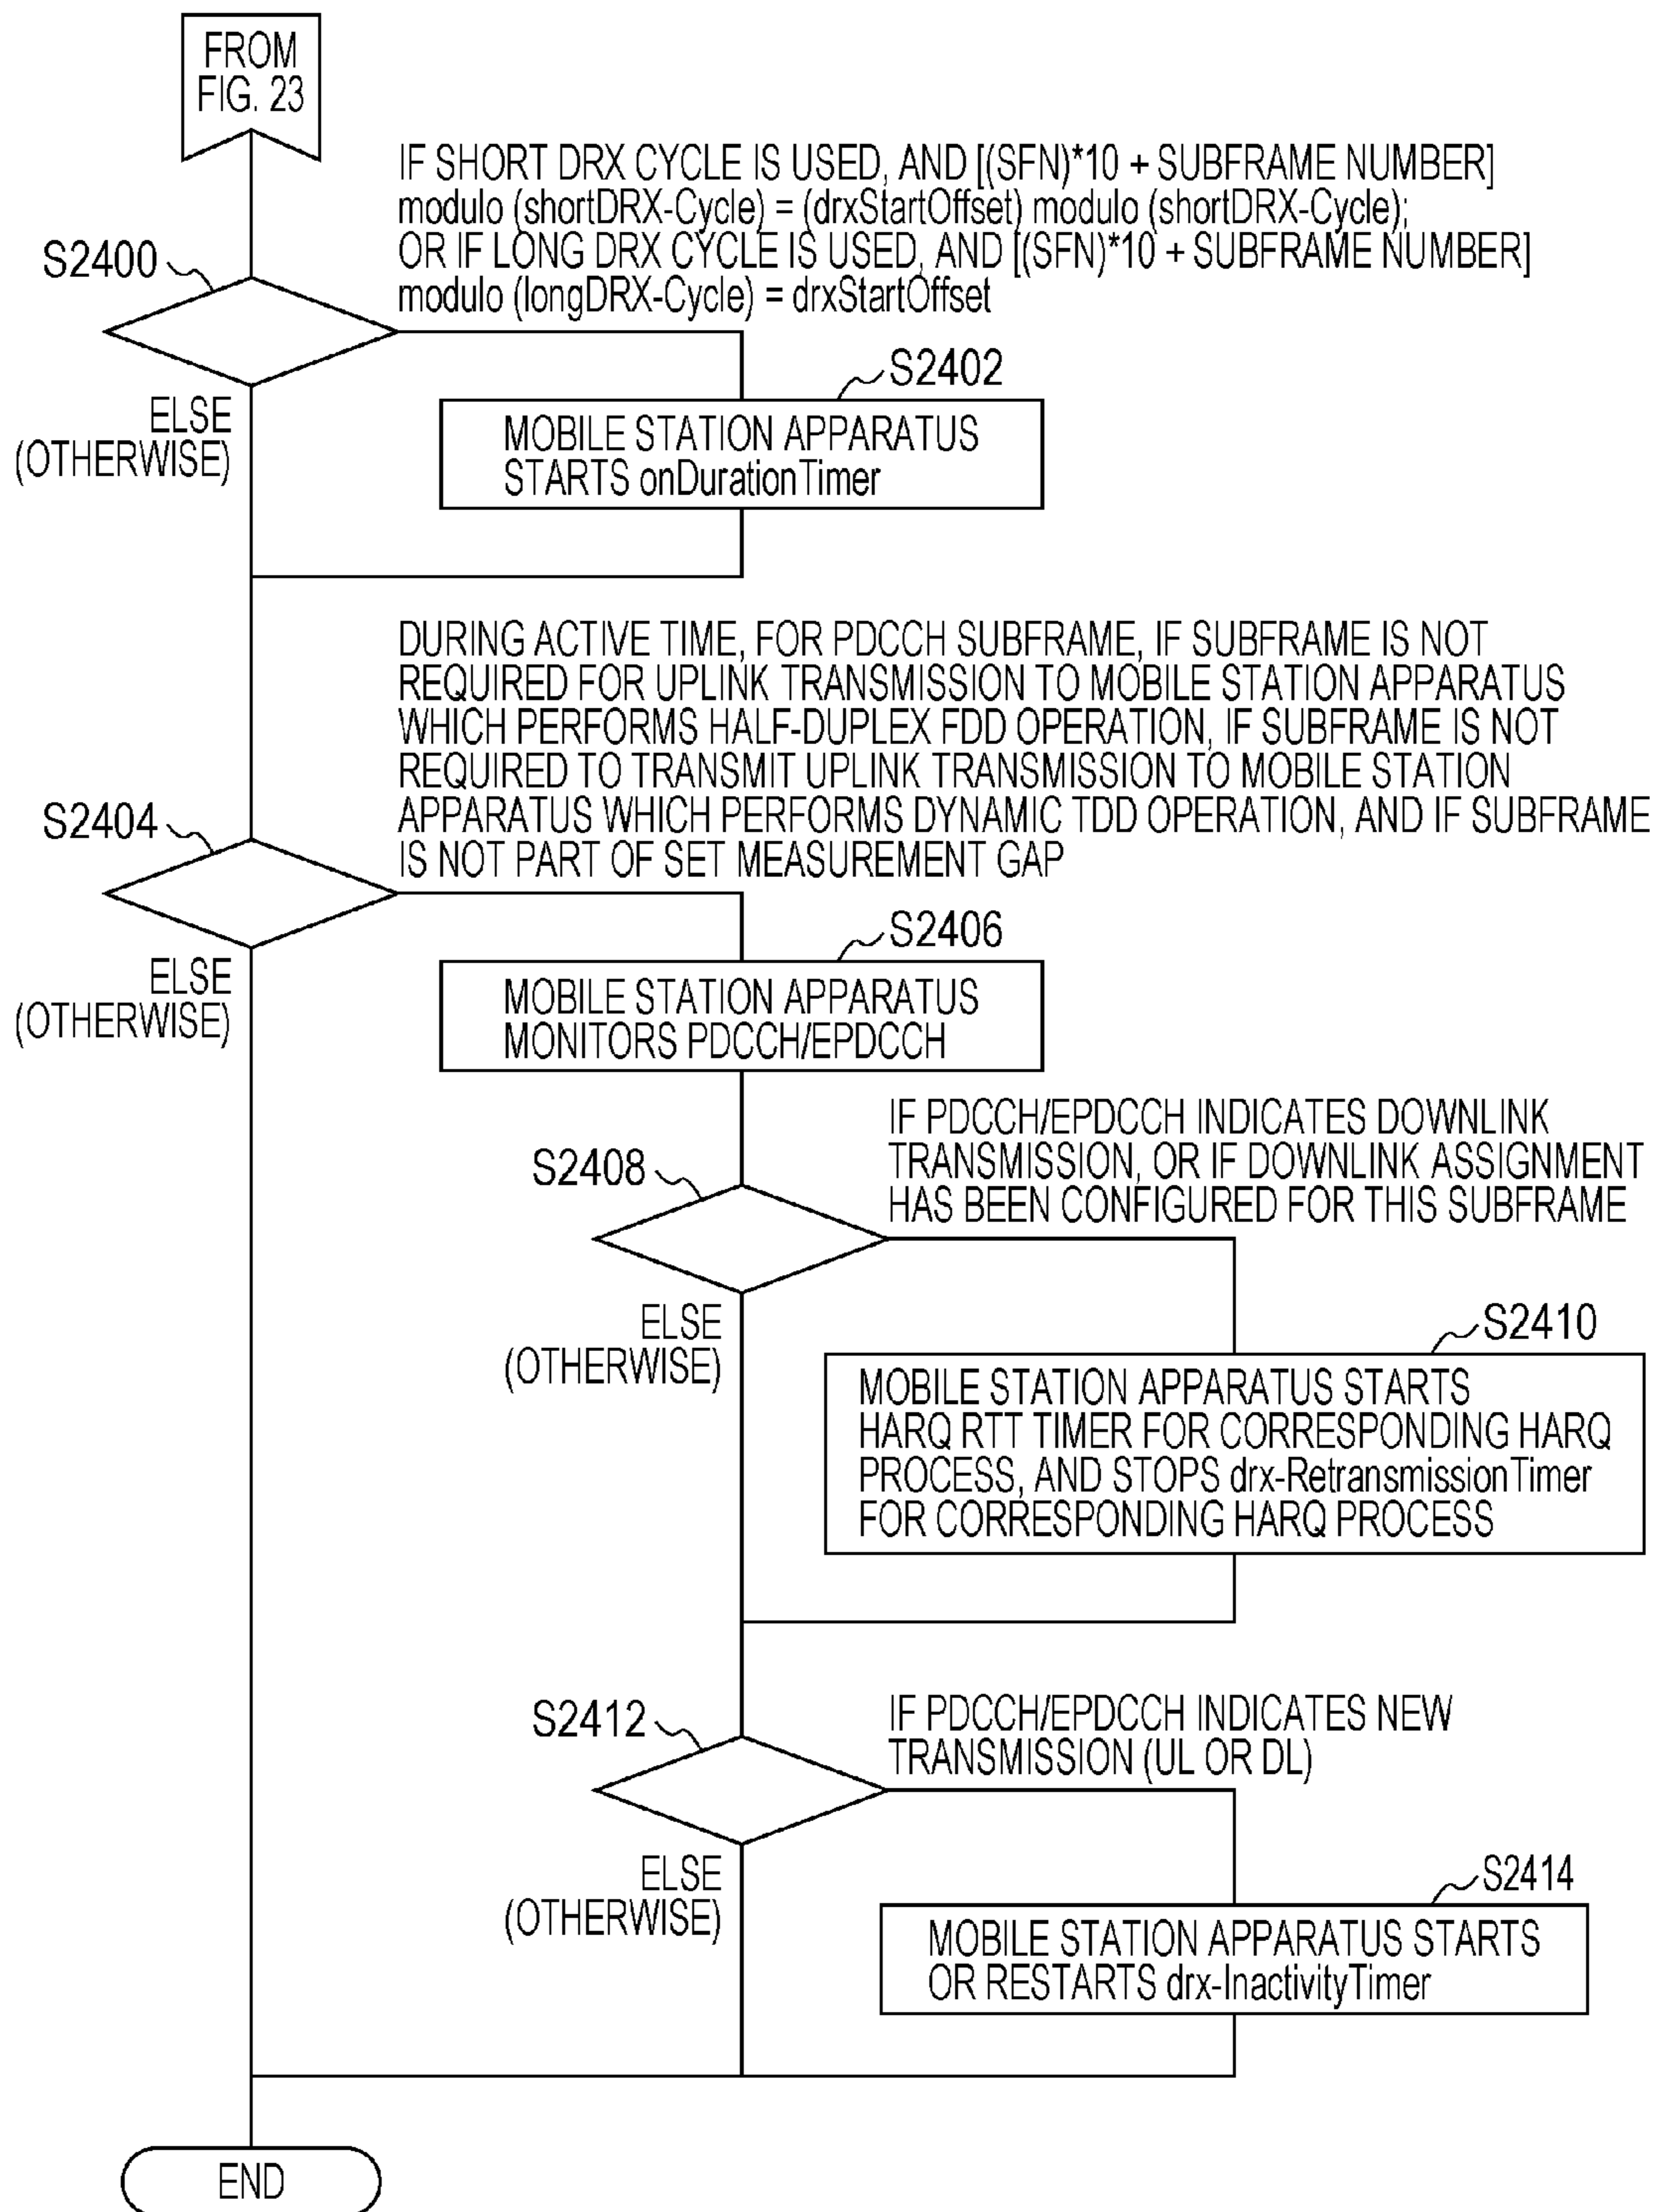 FROM
FIG. 23
IF SHORT DRX CYCLE IS USED, AND [(SFN)*10 + SUBFRAME NUMBER]
modulo (shortDRX-Cycle) = (drxStartOffset) modulo (shortDRX-Cycle);
OR IF LONG DRX CYCLE IS USED, AND [(SFN)*10 + SUBFRAME NUMBER]
modulo (longDRX-Cycle) = drxStartOffset
S2400
S2402
ELSE
(OTHERWISE)
MOBILE STATION APPARATUS
STARTS onDurationTimer
DURING ACTIVE TIME, FOR PDCCH SUBFRAME, IF SUBFRAME IS NOT
REQUIRED FOR UPLINK TRANSMISSION TO MOBILE STATION APPARATUS
WHICH PERFORMS HALF-DUPLEX FDD OPERATION, IF SUBFRAME IS NOT
REQUIRED TO TRANSMIT UPLINK TRANSMISSION TO MOBILE STATION
APPARATUS WHICH PERFORMS DYNAMIC TDD OPERATION, AND IF SUBFRAME
IS NOT PART OF SET MEASUREMENT GAP
S2404
S2406
ELSE
(OTHERWISE)
MOBILE STATION APPARATUS
MONITORS PDCCH/EPDCCH
IF PDCCH/EPDCCH INDICATES DOWNLINK
TRANSMISSION, OR IF DOWNLINK ASSIGNMENT
HAS BEEN CONFIGURED FOR THIS SUBFRAME
S2408
ELSE
(OTHERWISE)
S2410
MOBILE STATION APPARATUS STARTS
HARQ RTT TIMER FOR CORRESPONDING HARQ
PROCESS, AND STOPS drx-RetransmissionTimer
FOR CORRESPONDING HARQ PROCESS
S2412
IF PDCCH/EPDCCH INDICATES NEW
TRANSMISSION (UL OR DL)
ELSE
(OTHERWISE)
S2414
MOBILE STATION APPARATUS STARTS
OR RESTARTS drx-InactivityTimer
END